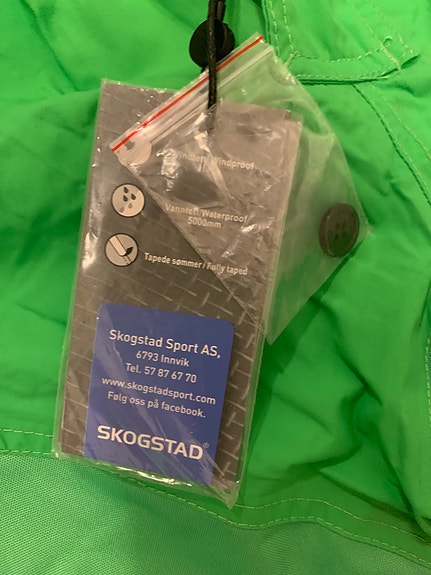 Vindtett/Windproof
Vanntett/Waterproof
5000mm
Tapede sømmer/Fully taped
Skogstad Sport AS,
6793 Innvik
Tel. 57 87 67 70
www.skogstadsport.com
Følg oss på facebook.
SKOGSTAD®